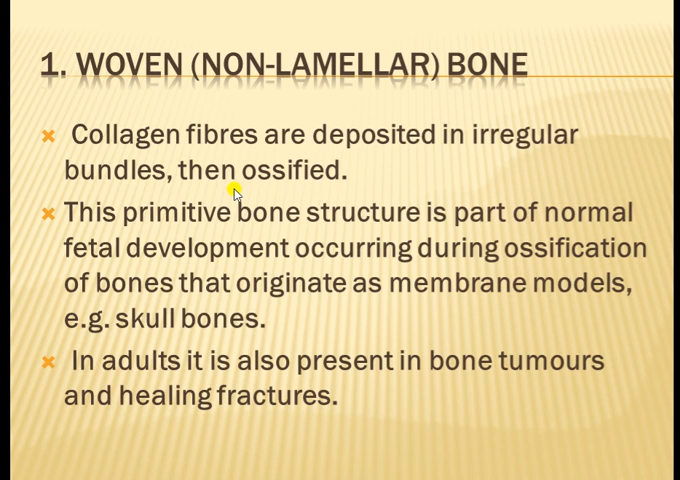 1. WOVEN (NON-LAMELLAR) BONE
Collagen fibres are deposited in irregular
bundles, then ossified.
This primitive bone structure is part of normal
fetal development occurring during ossification
of bones that originate as membrane models,
e.g. skull bones.
In adults it is also present in bone tumours
and healing fractures.